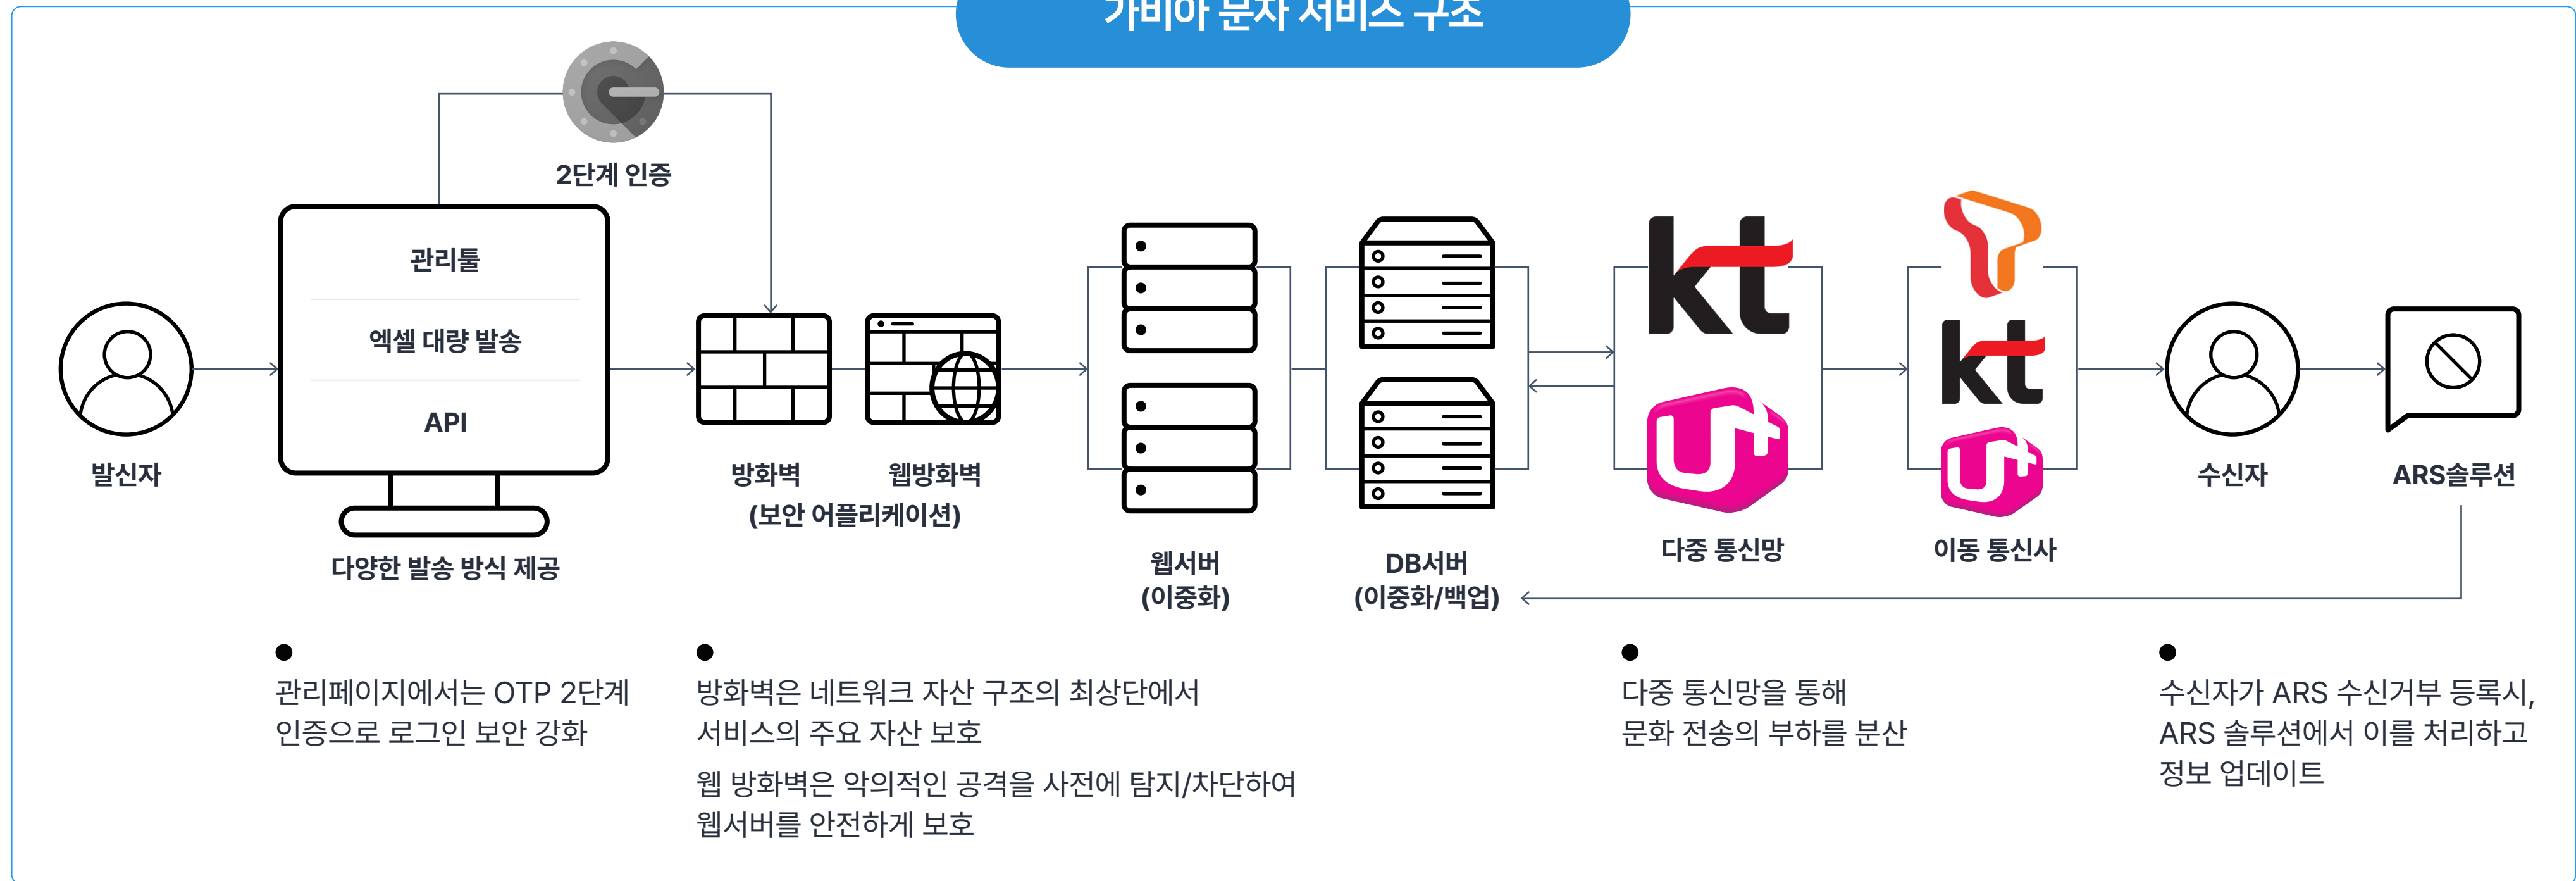 가비아 문자 서비스 구조
2단계 인증
관리툴
엑셀 대량 발송
API
발신자
다양한 발송 방식 제공
방화벽
웹방화벽
(보안 어플리케이션)
웹서버
(이중화)
DB서버
(이중화/백업)
kt
U+
다중 통신망
kt
U+
이동 통신사
수신자
ARS솔루션
관리페이지에서는 OTP 2단계
인증으로 로그인 보안 강화
방화벽은 네트워크 자산 구조의 최상단에서
서비스의 주요 자산 보호
웹 방화벽은 악의적인 공격을 사전에 탐지/차단하여
웹서버를 안전하게 보호
다중 통신망을 통해
문화 전송의 부하를 분산
수신자가 ARS 수신거부 등록시,
ARS 솔루션에서 이를 처리하고
정보 업데이트